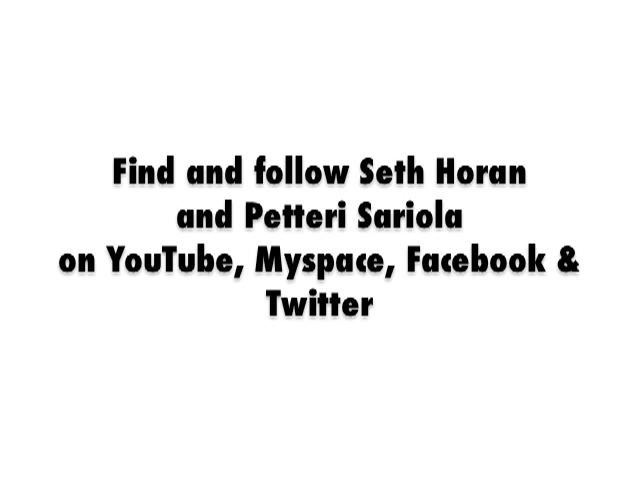 Find and follow Seth Horan
and Petteri Sariola
on YouTube, Myspace, Facebook &
Twitter